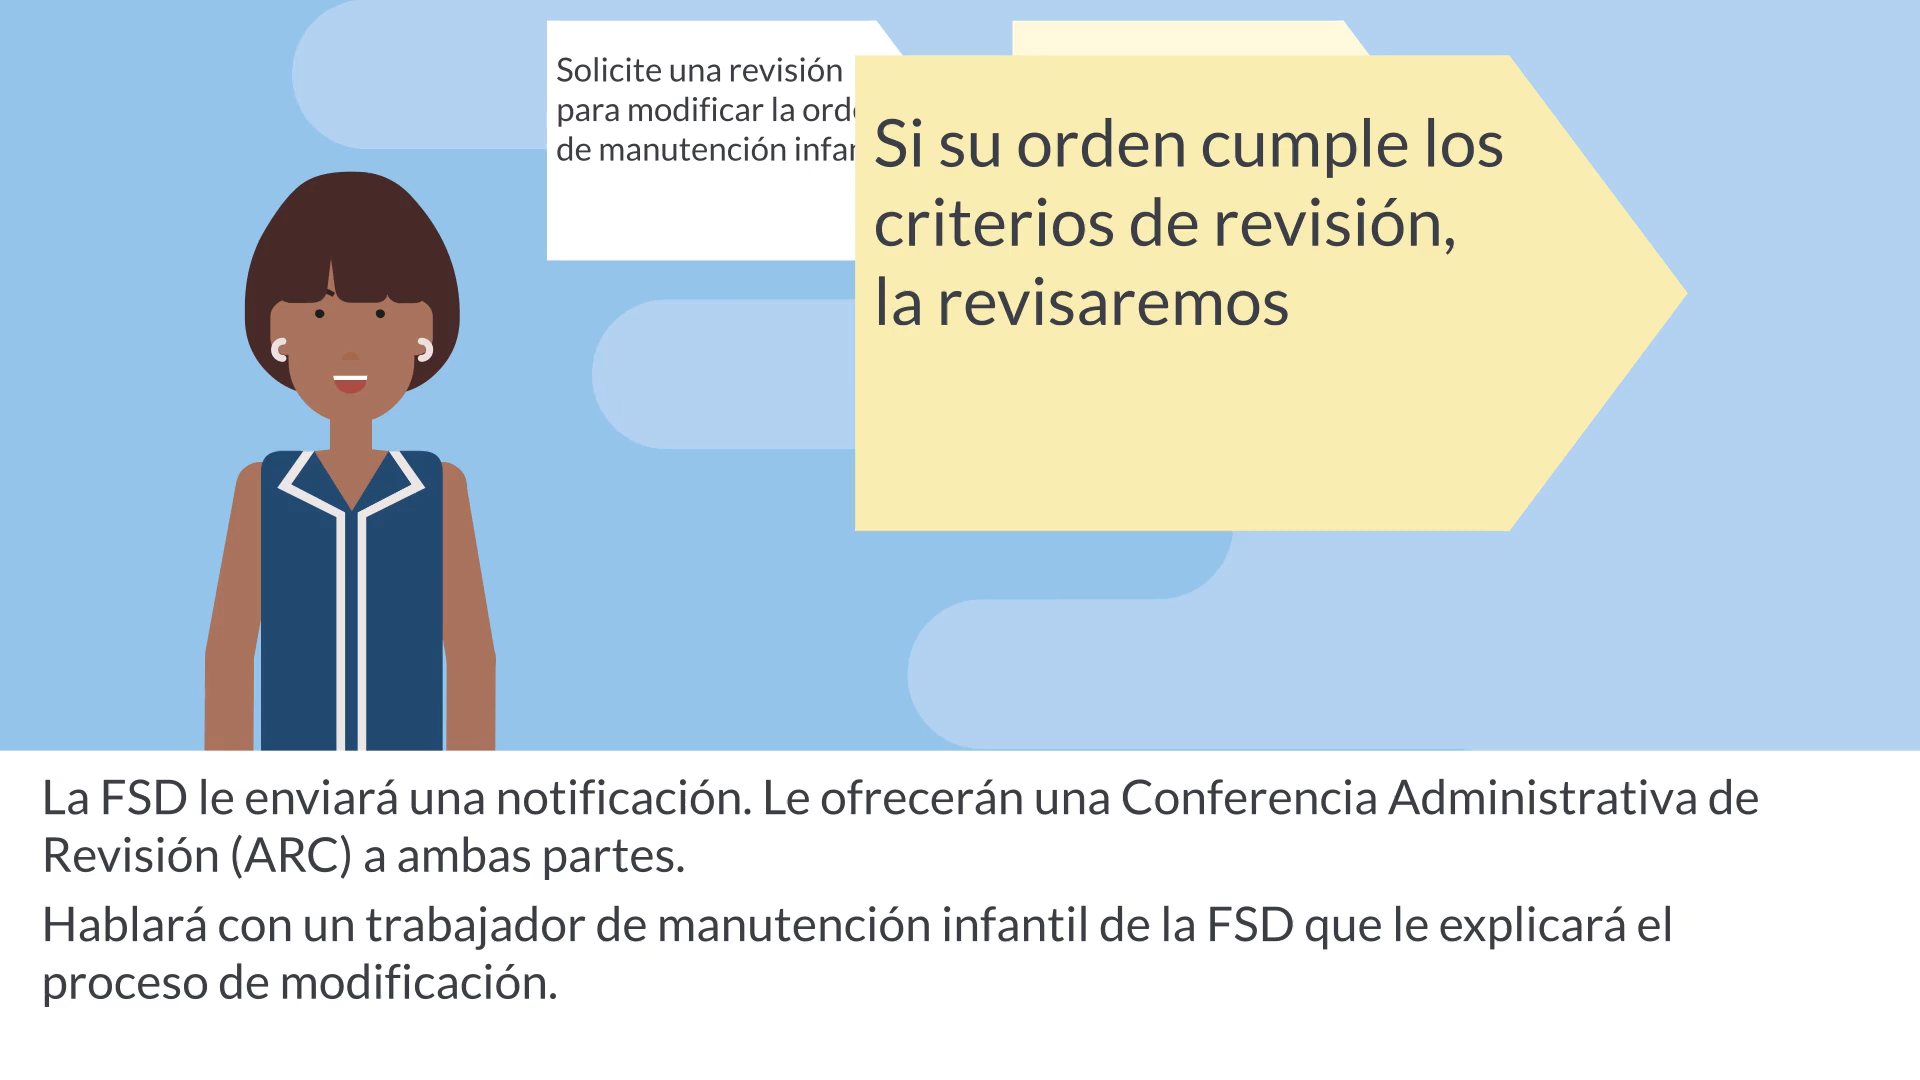 Solicite una revisión
para modificar la
de manutención
Si su orden cumple los
criterios de revisión,
la revisaremos
La FSD le enviará una notificación. Le ofrecerán una Conferencia Administrativa de
Revisión (ARC) a ambas partes.
Hablará con un trabajador de manutención infantil de la FSD que le explicará el
proceso de modificación.